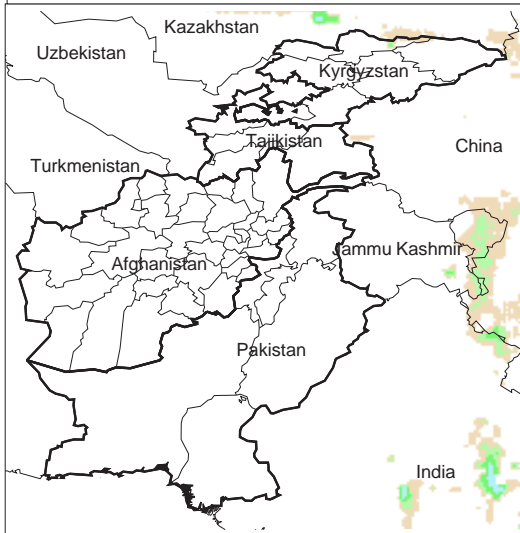 Kazakhstan
Uzbekistan
Kyrgyzstan
Tajikistan
China
Turkmenistan
Jammu Kashmir
Afghanistan
Pakistan
India